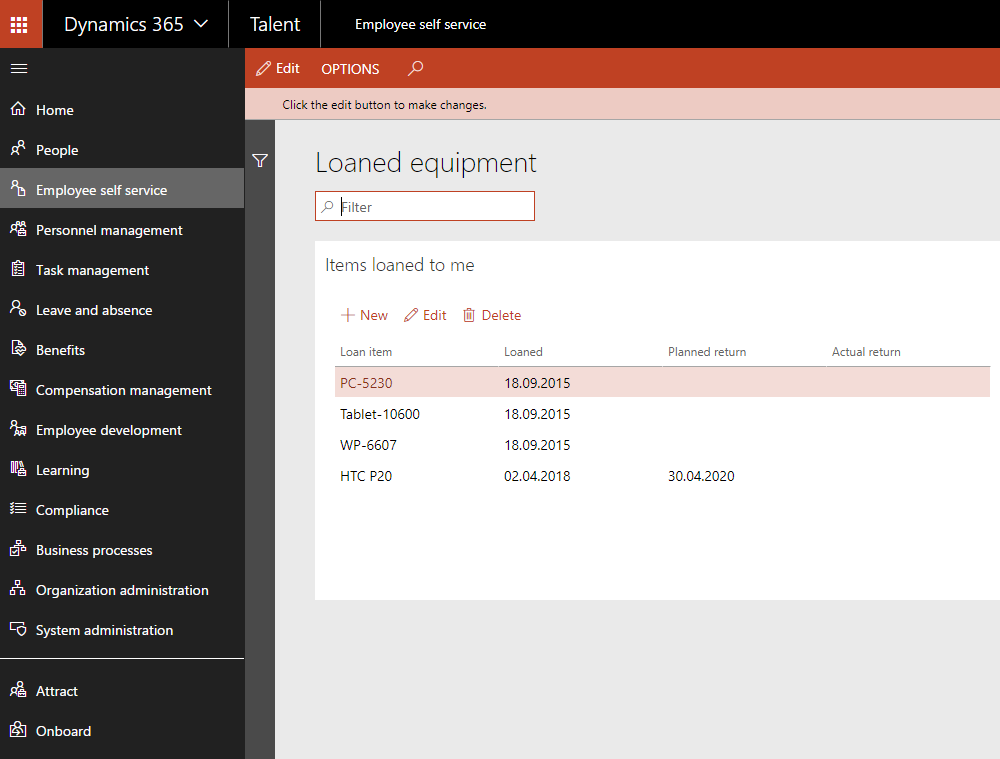 Dynamics 365 Talent Employee self service
Edit OPTIONS
Click the edit button to make changes.
Home
People
Employee self service
Personnel management
Task management
Leave and absence
Benefits
Compensation management
Employee development
Learning
Compliance
Business processes
Organization administration
System administration
Attract
Onboard
Loaned equipment
Filter
Items loaned to me
New Edit Delete
Loan item Loaned Planned return Actual return
PC-5230 18.09.2015
Tablet-10600 18.09.2015
WP-6607 18.09.2015
HTC P20 02.04.2018 30.04.2020